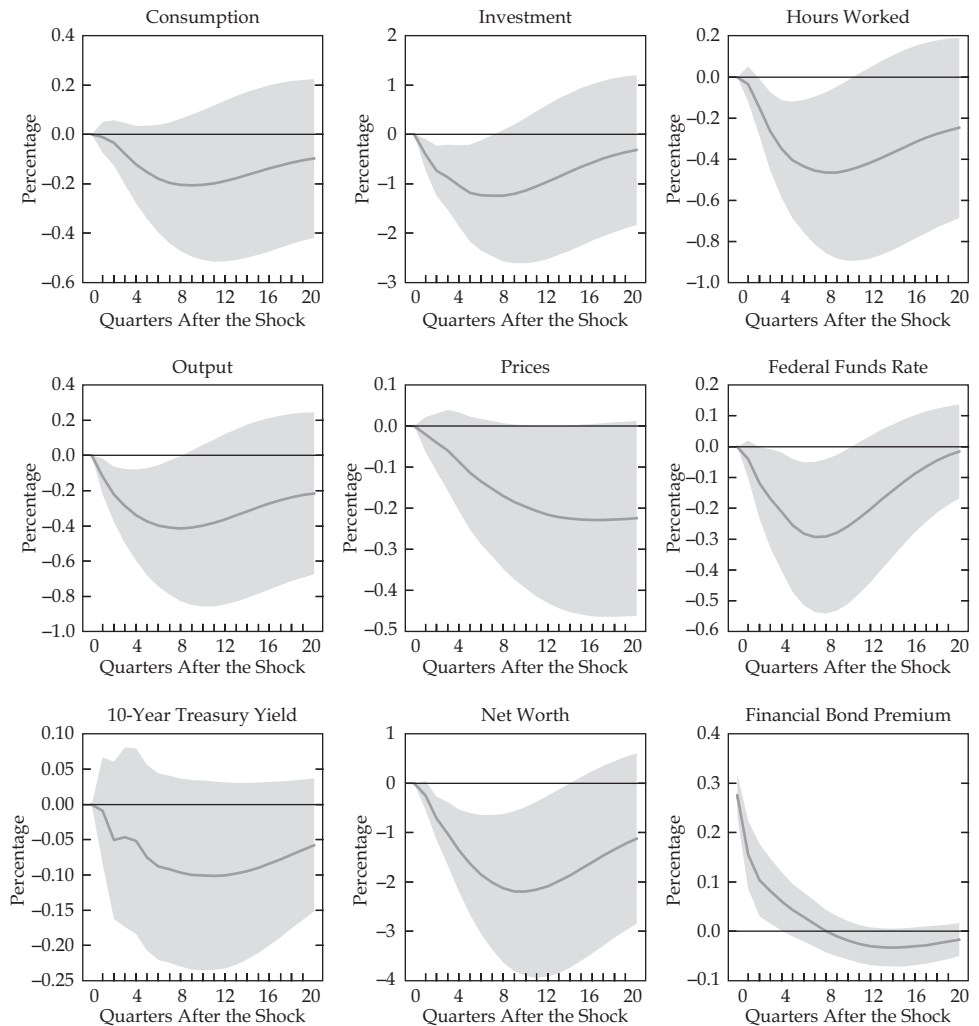 Consumption
Investment
Hours Worked
0.4
0.2
0.0
–0.2
–0.4
–0.6
Percentage
0 4 8 12 16 20
Quarters After the Shock
2
1
0
–1
–2
–3
Percentage
0 4 8 12 16 20
Quarters After the Shock
0.2
0.0
–0.2
–0.4
–0.6
–0.8
–1.0
Percentage
0 4 8 12 16 20
Quarters After the Shock
Output
Prices
Federal Funds Rate
0.4
0.2
0.0
–0.2
–0.4
–0.6
–0.8
–1.0
Percentage
0 4 8 12 16 20
Quarters After the Shock
0.1
0.0
–0.1
–0.2
–0.3
–0.4
–0.5
Percentage
0 4 8 12 16 20
Quarters After the Shock
0.2
0.1
0.0
–0.1
–0.2
–0.3
–0.4
–0.5
–0.6
Percentage
0 4 8 12 16 20
Quarters After the Shock
10-Year Treasury Yield
Net Worth
Financial Bond Premium
0.10
0.05
0.00
–0.05
–0.10
–0.15
–0.20
–0.25
Percentage
0 4 8 12 16 20
Quarters After the Shock
1
0
–1
–2
–3
–4
Percentage
0 4 8 12 16 20
Quarters After the Shock
0.4
0.3
0.2
0.1
0.0
–0.1
Percentage
0 4 8 12 16 20
Quarters After the Shock